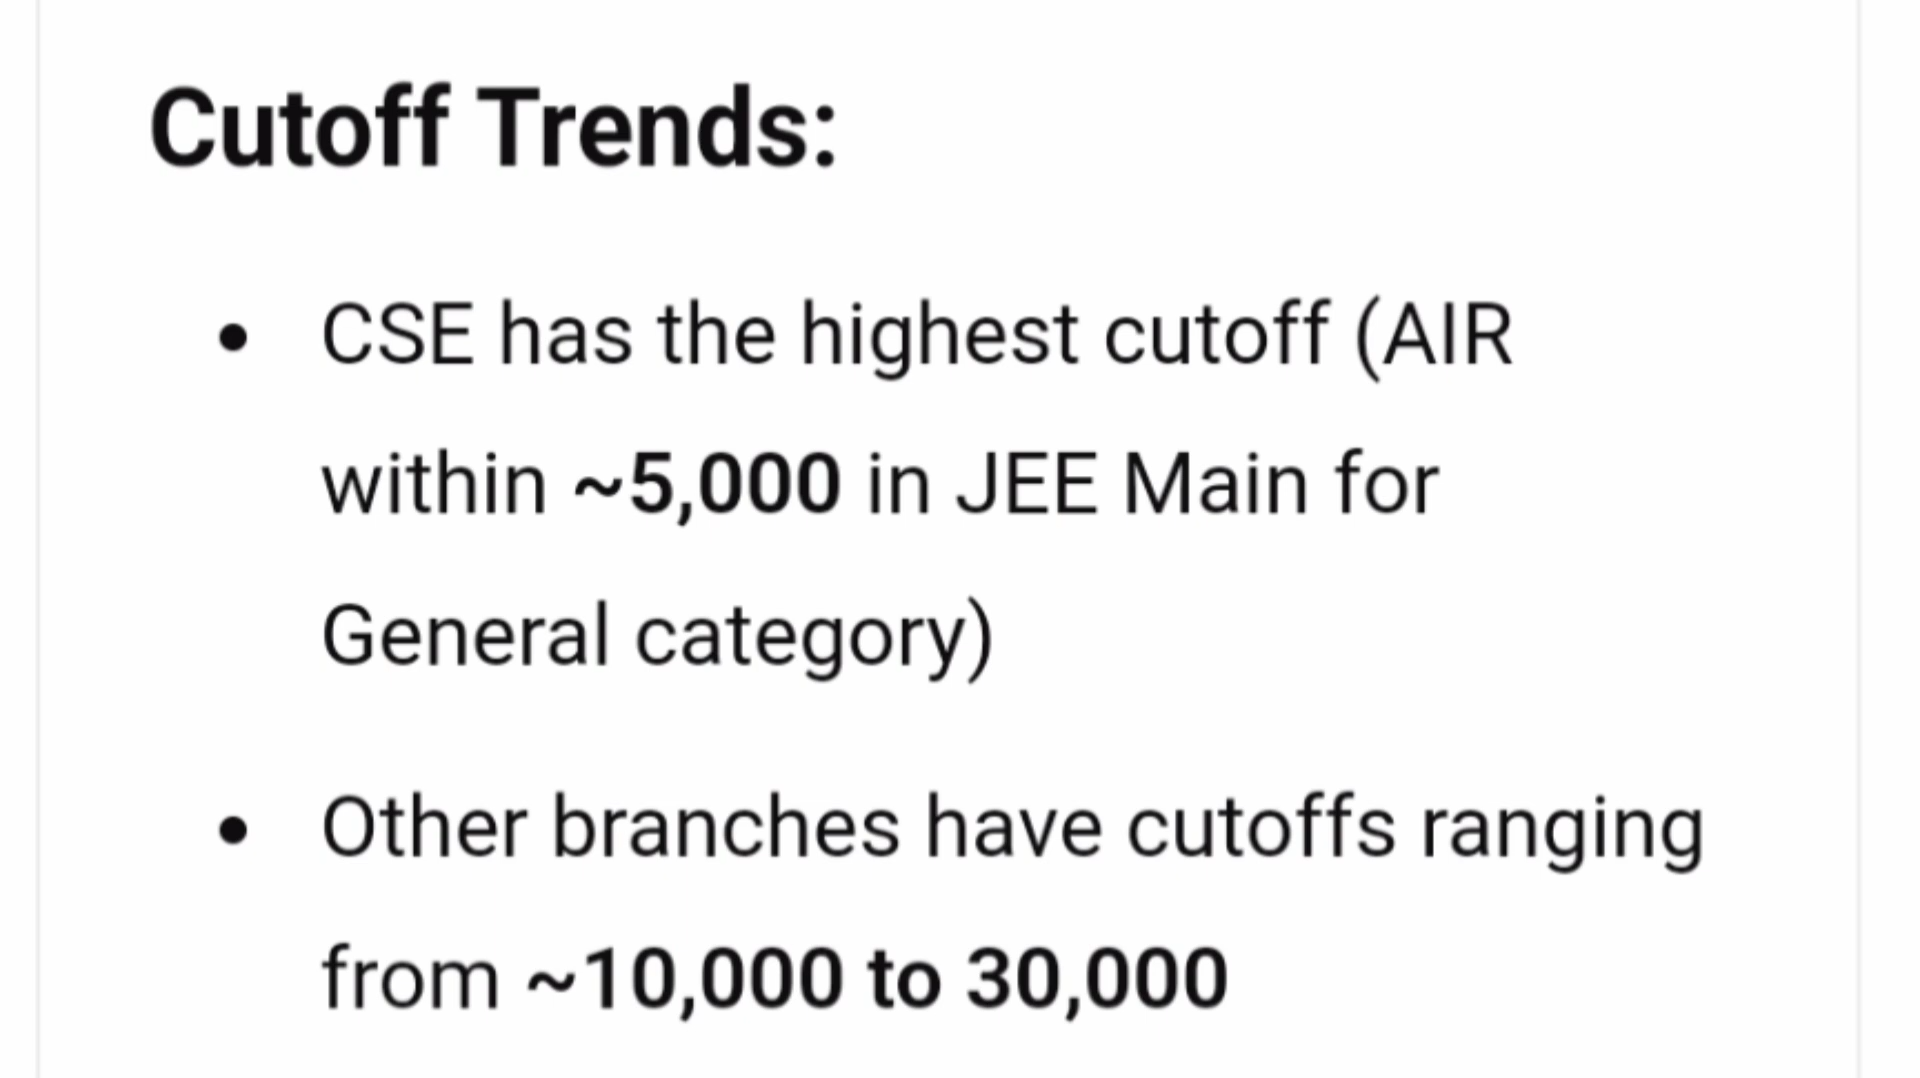 Cutoff Trends:
• CSE has the highest cutoff (AIR
within ~5,000 in JEE Main for
General category)
• Other branches have cutoffs ranging
from ~10,000 to 30,000